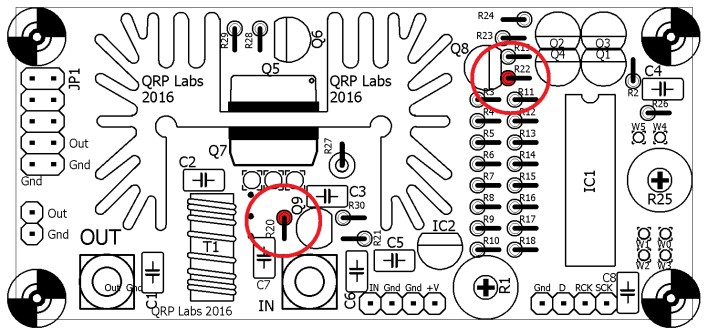 R24
R23
R29
R28
Q6
Q8
R19
Q2
Q3
Q4
Q1
JP1
QRP Labs
2016
Q5
QRP Labs
2016
R22
R2
C4
R3
R11
R26
R4
R12
W5
W4
Out
Gnd
Gnd
Q7
R27
R5
R13
R6
R14
C2
R7
R15
IC1
R25
C3
Q9
R8
R16
Out
Gnd
R20
R30
R9
R17
R21
IC2
R10
R18
W1
W0
W2
W3
OUT
T1
C7
C5
Out
Gnd
C1
QRP Labs 2016
IN
C6
IN
Gnd
Gnd
+V
R1
Gnd
D
RCK
SCK
C8